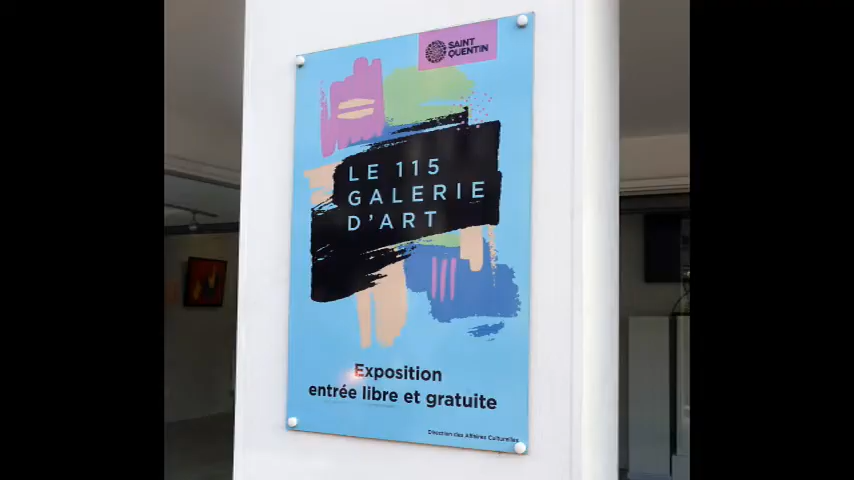 SAINT
QUENTIN
LE 115
GALERIE
D'ART
Exposition
entrée libre et gratuite
Direction des Affaires Culturelles